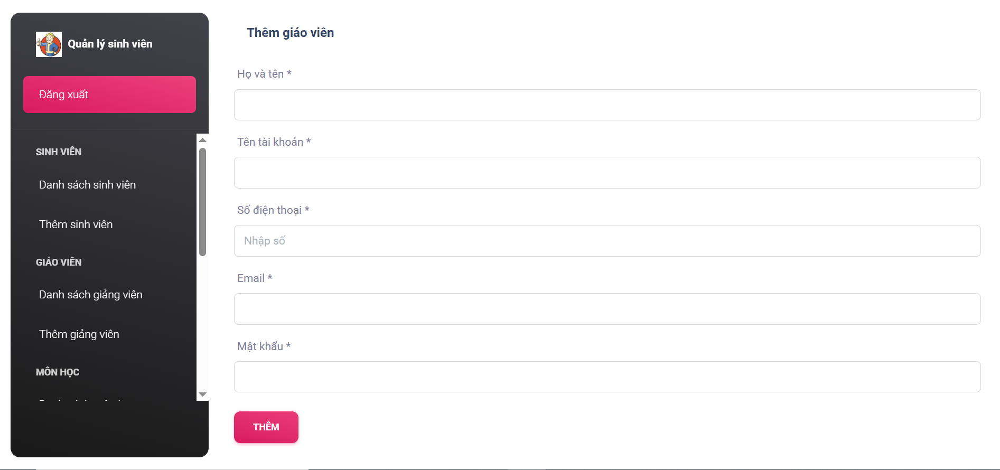 Quản lý sinh viên
Đăng xuất
SINH VIÊN
Danh sách sinh viên
Thêm sinh viên
GIÁO VIÊN
Danh sách giảng viên
Thêm giảng viên
MÔN HỌC
Thêm giáo viên
Họ và tên *
Tên tài khoản *
Số điện thoại *
Nhập số
Email *
Mật khẩu *
THÊM